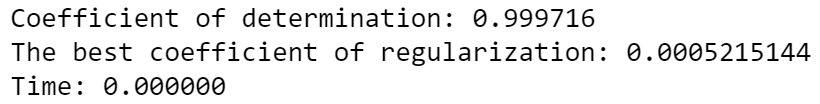 Coefficient of determination: 0.999716
The best coefficient of regularization: 0.0005215144
Time: 0.000000